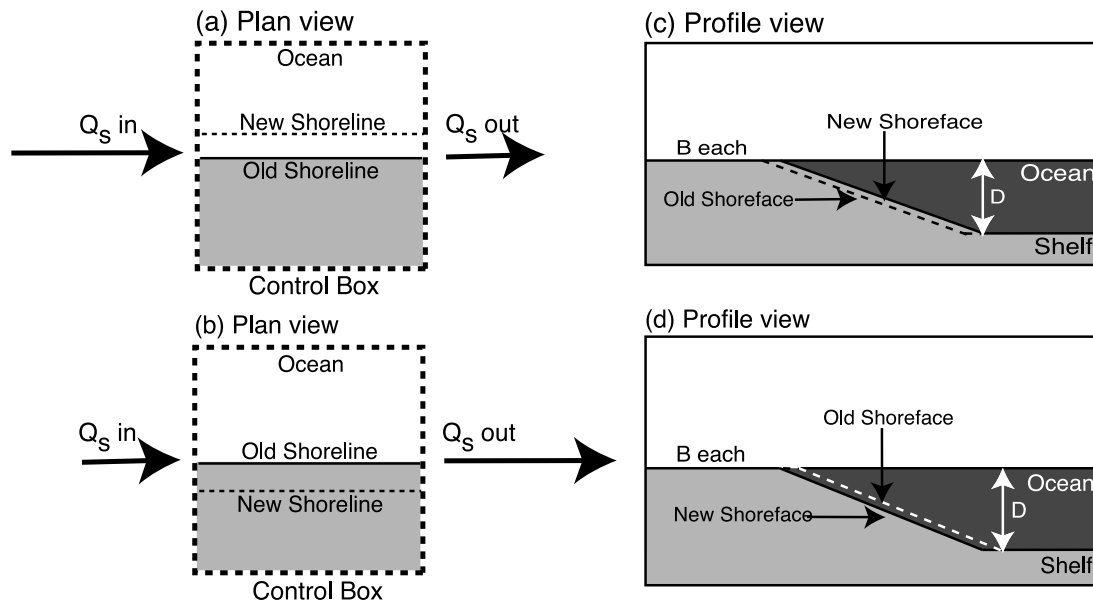 (a) Plan view
Ocean
Q_s in
New Shoreline
Q_s out
Old Shoreline
Control Box
(c) Profile view
New Shoreface
B each
Ocean
Old Shoreface
D
Shelf
(b) Plan view
Ocean
Q_s in
Old Shoreline
Q_s out
New Shoreline
Control Box
(d) Profile view
Old Shoreface
B each
Ocean
New Shoreface
D
Shelf